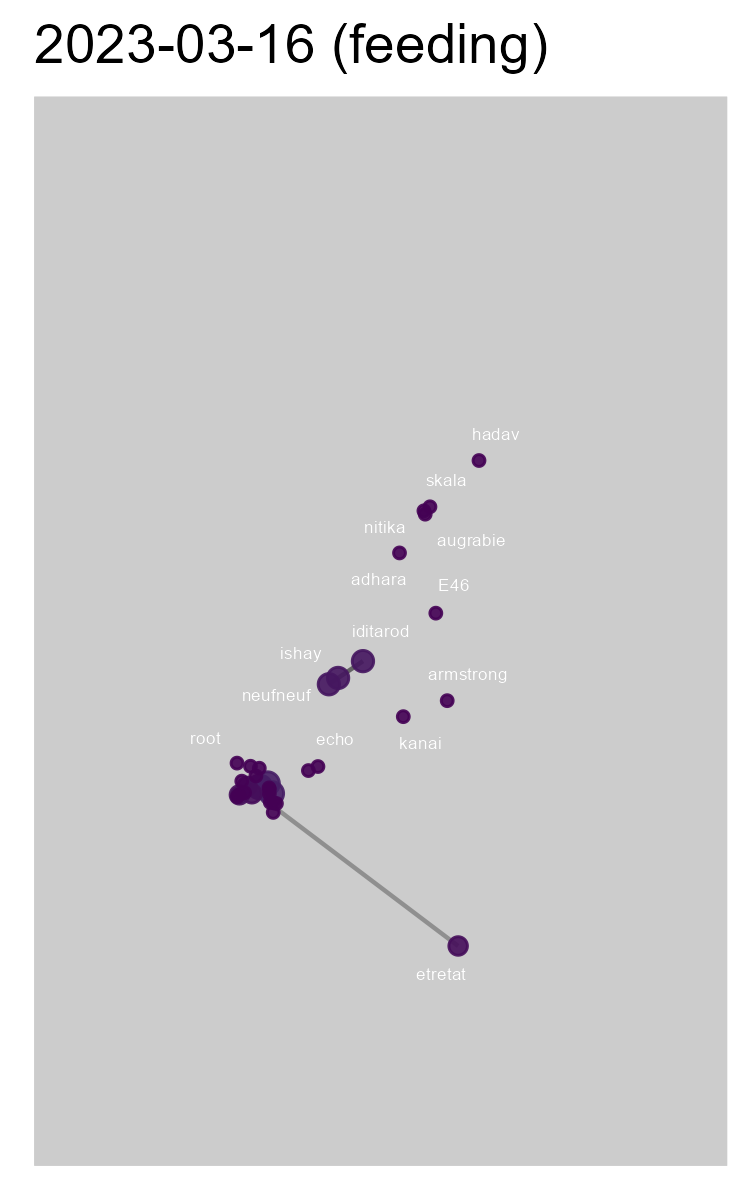 2023-03-16 (feeding)
hadav
skala
nitika
augrabie
adhara
E46
iditarod
ishay
armstrong
neufneuf
root
echo
kanai
etretat